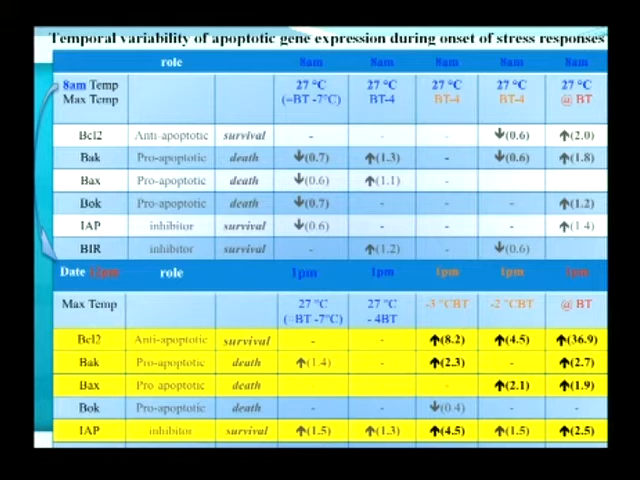 Temporal variability of apoptotic gene expression during onset of stress responses
role 8am 8am 8am 8am 8am
8am Temp 27 °C 27 °C 27 °C 27 °C 27 °C
Max Temp (=BT -7°C) BT-4 BT-4 BT-4 @ BT
Bcl2 Anti-apoptotic survival - - - ↓(0.6) ↑(2.0)
Bak Pro-apoptotic death ↓(0.7) ↑(1.3) - ↓(0.6) ↑(1.8)
Bax Pro-apoptotic death ↓(0.6) ↑(1.1) - - -
Bok Pro-apoptotic death ↓(0.7) - - - ↑(1.2)
IAP inhibitor survival ↓(0.6) - - - ↑(1.4)
BIR inhibitor survival - ↑(1.2) - ↓(0.6) -
Date role 1pm 1pm 1pm 1pm 1pm
Max Temp 27 °C 27 °C -3 °CBT -2 °CBT @ BT
(=BT -7°C) - 4BT
Bcl2 Anti-apoptotic survival - - ↑(8.2) ↑(4.5) ↑(36.9)
Bak Pro-apoptotic death ↑(1.4) - ↑(2.3) - ↑(2.7)
Bax Pro apoptotic death - - - ↑(2.1) ↑(1.9)
Bok Pro-apoptotic death - - ↓(0.4) - -
IAP inhibitor survival ↑(1.5) ↑(1.3) ↑(4.5) ↑(1.5) ↑(2.5)